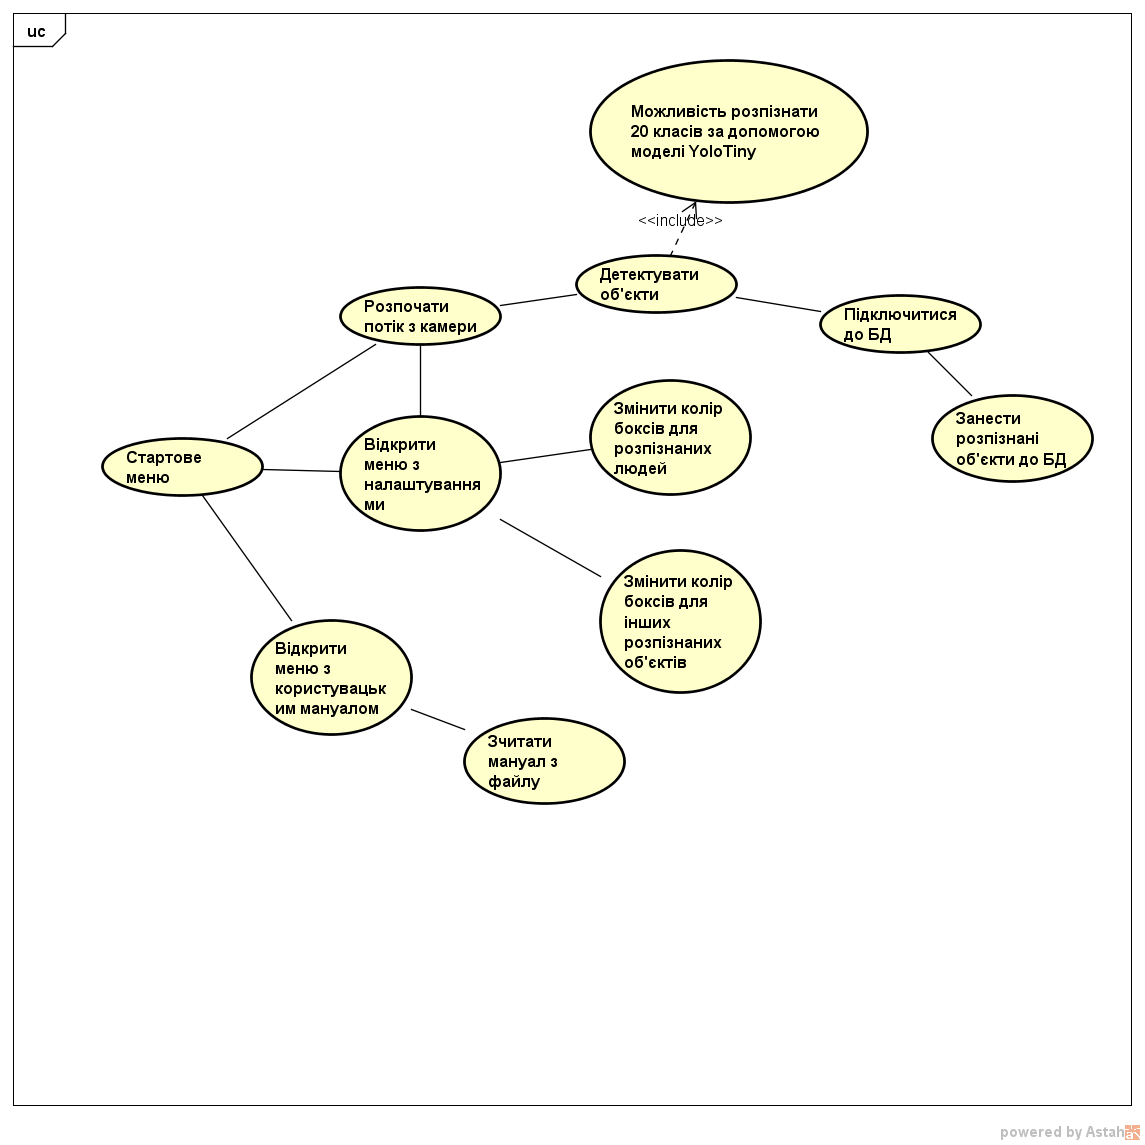 uc
Можливість розпізнати
20 класів за допомогою
моделі YoloTiny
<<include>>
Детектувати
об'єкти
Розпочати
потік з камери
Підключитися
до БД
Занести
розпізнані
об'єкти до БД
Змінити колір
боксів для
розпізнаних
людей
Відкрити
меню з
налаштування
ми
Стартове
меню
Змінити колір
боксів для
інших
розпізнаних
об'єктів
Відкрити
меню з
користувацьк
им мануалом
Зчитати
мануал з
файлу
powered by Astah